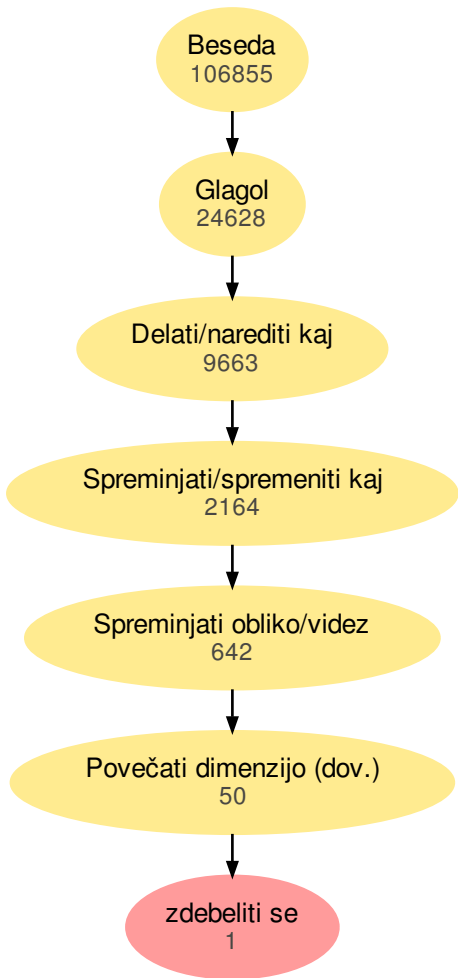 Beseda
106855
Glagol
24628
Delati/narediti kaj
9663
Spreminjati/spremeniti kaj
2164
Spreminjati obliko/videz
642
Povečati dimenzijo (dov.)
50
zdebeliti se
1